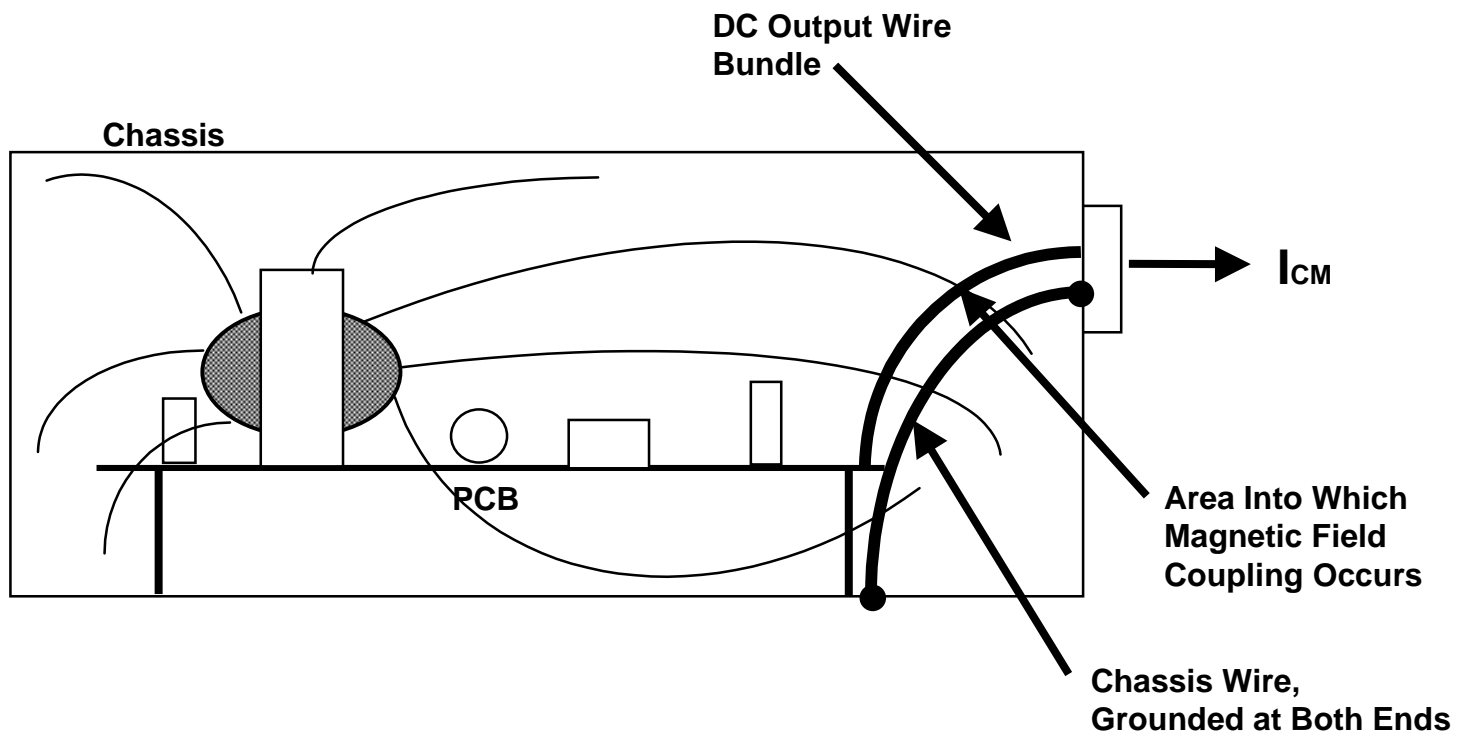 DC Output Wire
Bundle
Chassis
ICM
PCB
Area Into Which
Magnetic Field
Coupling Occurs
Chassis Wire,
Grounded at Both Ends